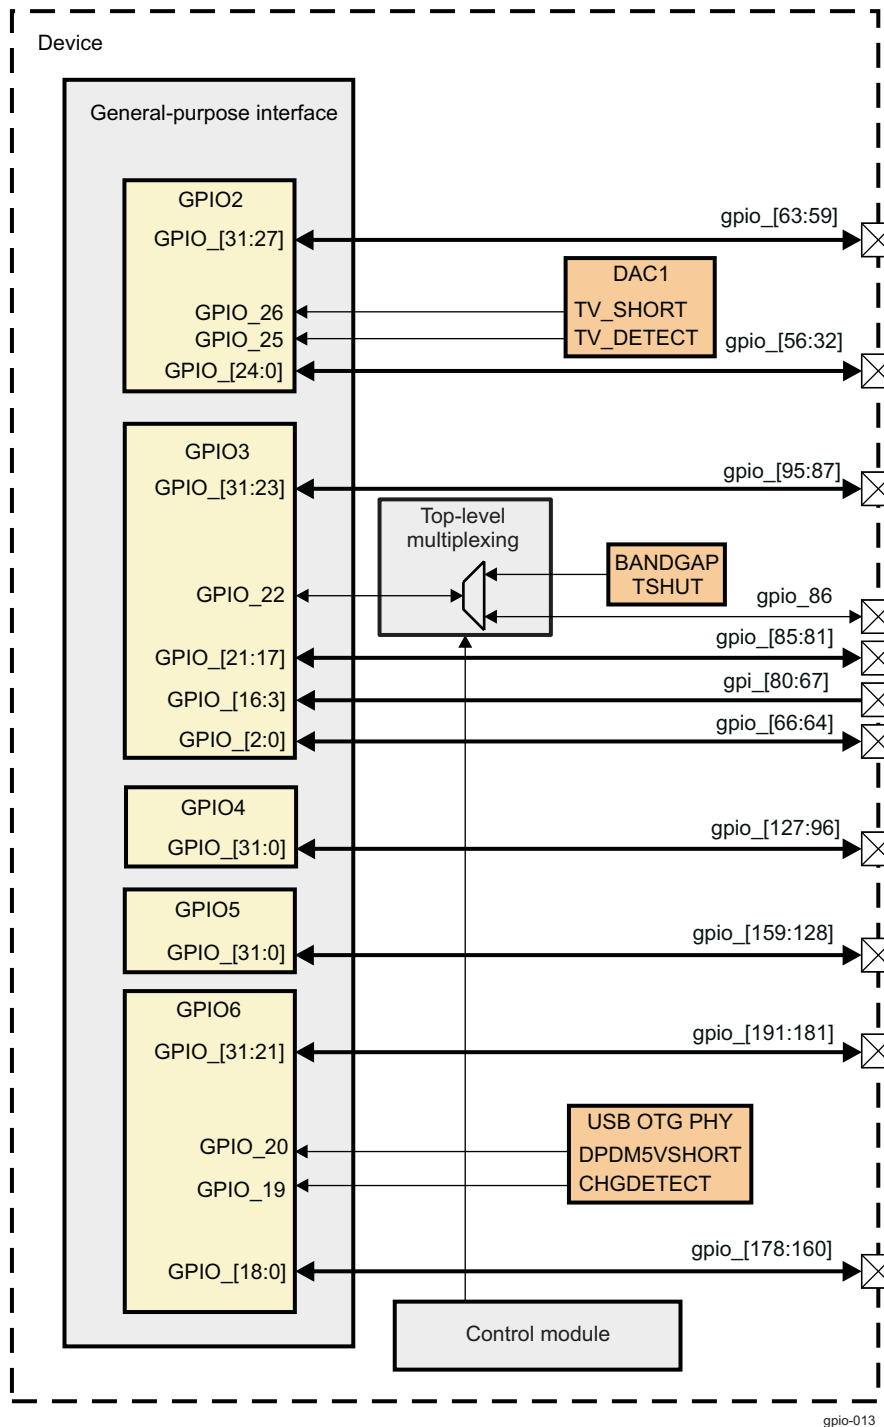 Device
General-purpose interface
GPIO2
GPIO_[31:27]
gpio_[63:59]
DAC1
GPIO_26
TV_SHORT
GPIO_25
TV_DETECT
gpio_[56:32]
GPIO_[24:0]
GPIO3
GPIO_[31:23]
gpio_[95:87]
Top-level
multiplexing
BANDGAP
TSHUT
GPIO_22
gpio_86
GPIO_[21:17]
gpio_[85:81]
GPIO_[16:3]
gpi_[80:67]
GPIO_[2:0]
gpio_[66:64]
GPIO4
GPIO_[31:0]
gpio_[127:96]
GPIO5
GPIO_[31:0]
gpio_[159:128]
GPIO6
GPIO_[31:21]
gpio_[191:181]
USB OTG PHY
GPIO_20
DPDM5VSHORT
GPIO_19
CHGDETECT
GPIO_[18:0]
gpio_[178:160]
Control module
gpio-013